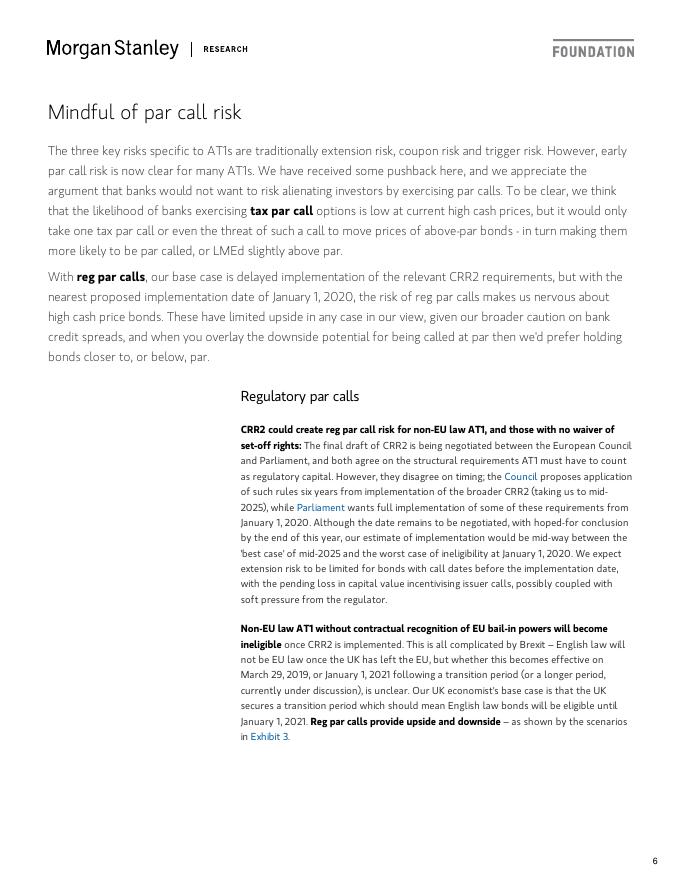 Morgan Stanley | RESEARCH
FOUNDATION
Mindful of par call risk
The three key risks specific to AT1s are traditionally extension risk, coupon risk and trigger risk. However, early
par call risk is now clear for many AT1s. We have received some pushback here, and we appreciate the
argument that banks would not want to risk alienating investors by exercising par calls. To be clear, we think
that the likelihood of banks exercising tax par call options is low at current high cash prices, but it would only
take one tax par call or even the threat of such a call to move prices of above-par bonds - in turn making them
more likely to be par called, or LMEd slightly above par.
With reg par calls, our base case is delayed implementation of the relevant CRR2 requirements, but with the
nearest proposed implementation date of January 1, 2020, the risk of reg par calls makes us nervous about
high cash price bonds. These have limited upside in any case in our view, given our broader caution on bank
credit spreads, and when you overlay the downside potential for being called at par then we'd prefer holding
bonds closer to, or below, par.
Regulatory par calls
CRR2 could create reg par call risk for non-EU law AT1, and those with no waiver of
set-off rights: The final draft of CRR2 is being negotiated between the European Council
and Parliament, and both agree on the structural requirements AT1 must have to count
as regulatory capital. However, they disagree on timing; the Council proposes application
of such rules six years from implementation of the broader CRR2 (taking us to mid-
2025), while Parliament wants full implementation of some of these requirements from
January 1, 2020. Although the date remains to be negotiated, with hoped-for conclusion
by the end of this year, our estimate of implementation would be mid-way between the
'best case' of mid-2025 and the worst case of ineligibility at January 1, 2020. We expect
extension risk to be limited for bonds with call dates before the implementation date,
with the pending loss in capital value incentivising issuer calls, possibly coupled with
soft pressure from the regulator.
Non-EU law AT1 without contractual recognition of EU bail-in powers will become
ineligible once CRR2 is implemented. This is all complicated by Brexit – English law will
not be EU law once the UK has left the EU, but whether this becomes effective on
March 29, 2019, or January 1, 2021 following a transition period (or a longer period,
currently under discussion), is unclear. Our UK economist's base case is that the UK
secures a transition period which should mean English law bonds will be eligible until
January 1, 2021. Reg par calls provide upside and downside – as shown by the scenarios
in Exhibit 3.
6